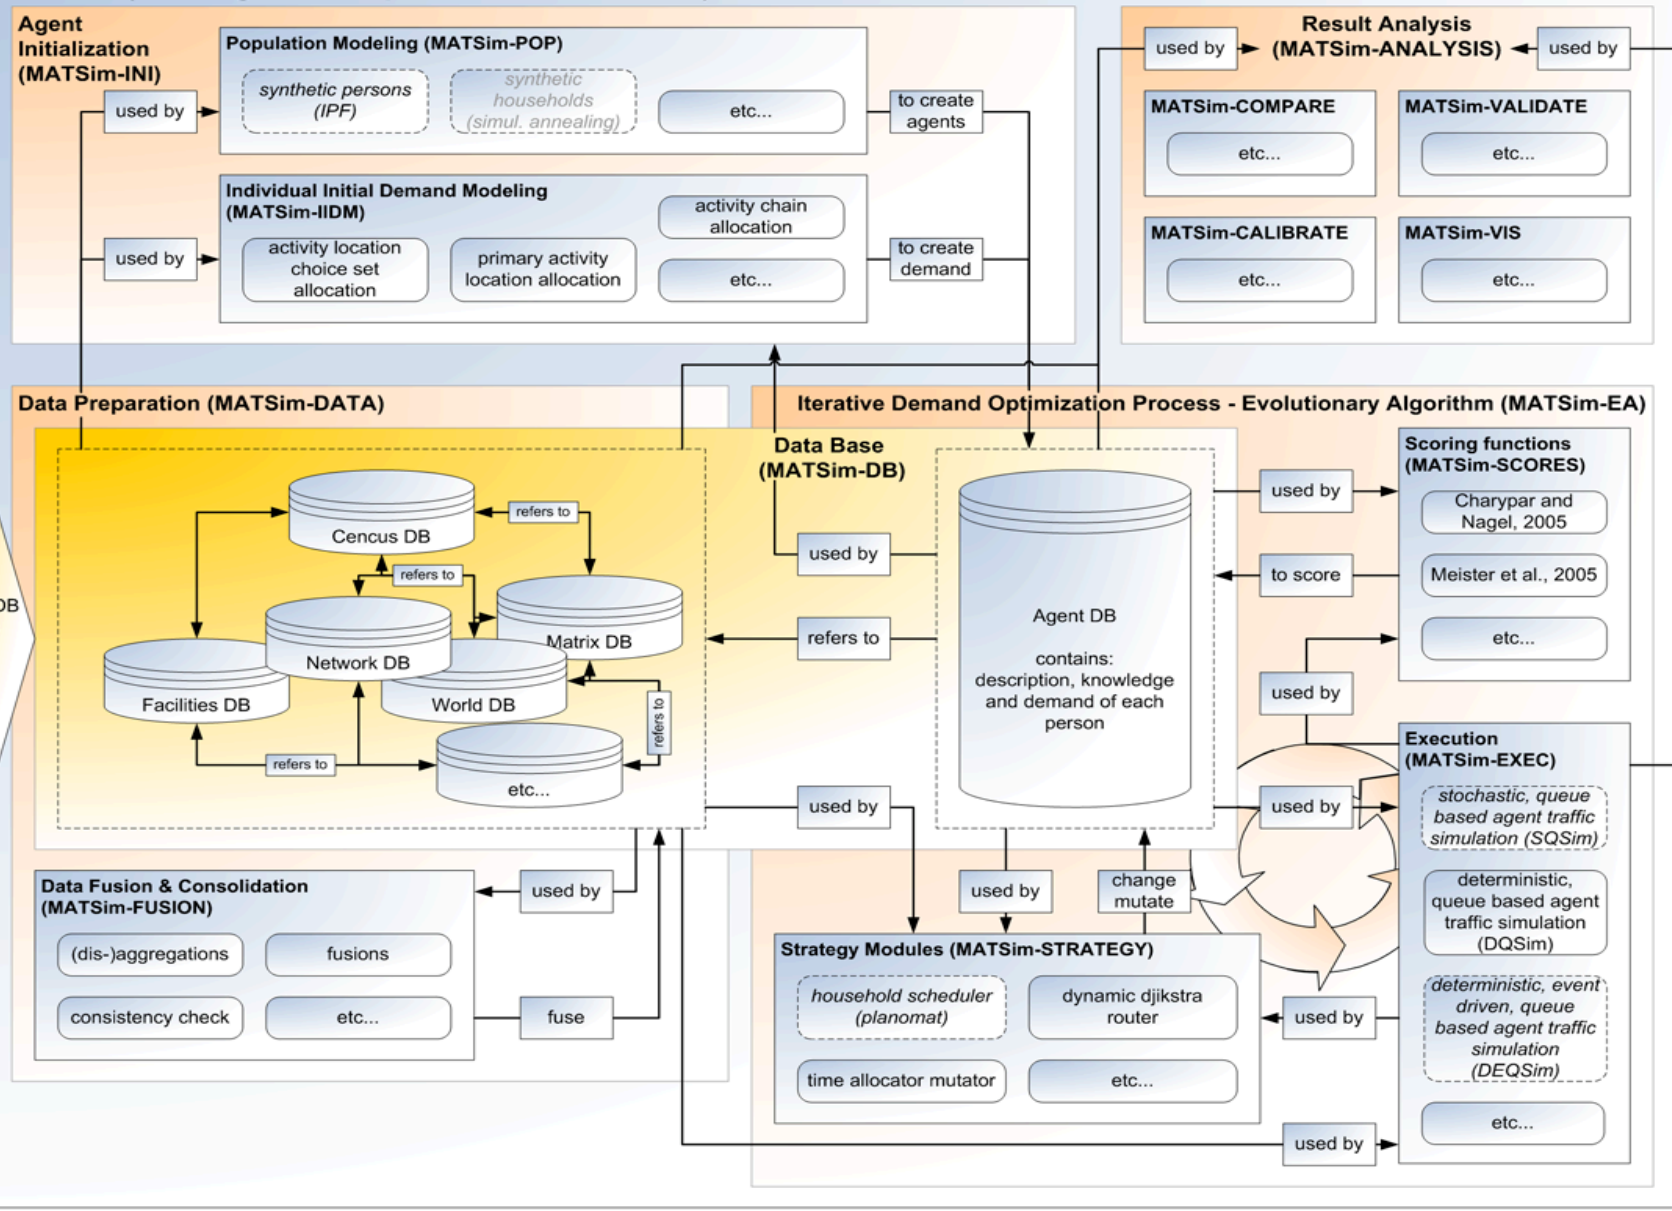 Agent
Initialization
(MATSim-INI)
Population Modeling (MATSim-POP)
synthetic persons
(IPF)
synthetic
households
(simul. annealing)
etc...
used by
to create
agents
Individual Initial Demand Modeling
(MATSim-IIDM)
activity location
choice set
allocation
primary activity
location allocation
activity chain
allocation
etc...
used by
to create
demand
Result Analysis
(MATSim-ANALYSIS)
used by
used by
MATSim-COMPARE
etc...
MATSim-VALIDATE
etc...
MATSim-CALIBRATE
etc...
MATSim-VIS
etc...
Data Preparation (MATSim-DATA)
Iterative Demand Optimization Process - Evolutionary Algorithm (MATSim-EA)
Data Base
(MATSim-DB)
DB
Cencus DB
refers to
refers to
Matrix DB
Network DB
Facilities DB
World DB
refers to
refers to
etc...
used by
refers to
used by
Agent DB
contains:
description, knowledge
and demand of each
person
used by
to score
used by
used by
Scoring functions
(MATSim-SCORES)
Charypar and
Nagel, 2005
Meister et al., 2005
etc...
Execution
(MATSim-EXEC)
stochastic, queue
based agent traffic
simulation (SQSim)
deterministic,
queue based agent
traffic simulation
(DQSim)
deterministic, event
driven, queue
based agent traffic
simulation
(DEQSim)
etc...
Data Fusion & Consolidation
(MATSim-FUSION)
(dis-)aggregations
fusions
consistency check
etc...
used by
fuse
used by
change
mutate
Strategy Modules (MATSim-STRATEGY)
household scheduler
(planomat)
dynamic djikstra
router
time allocator mutator
etc...
used by
used by